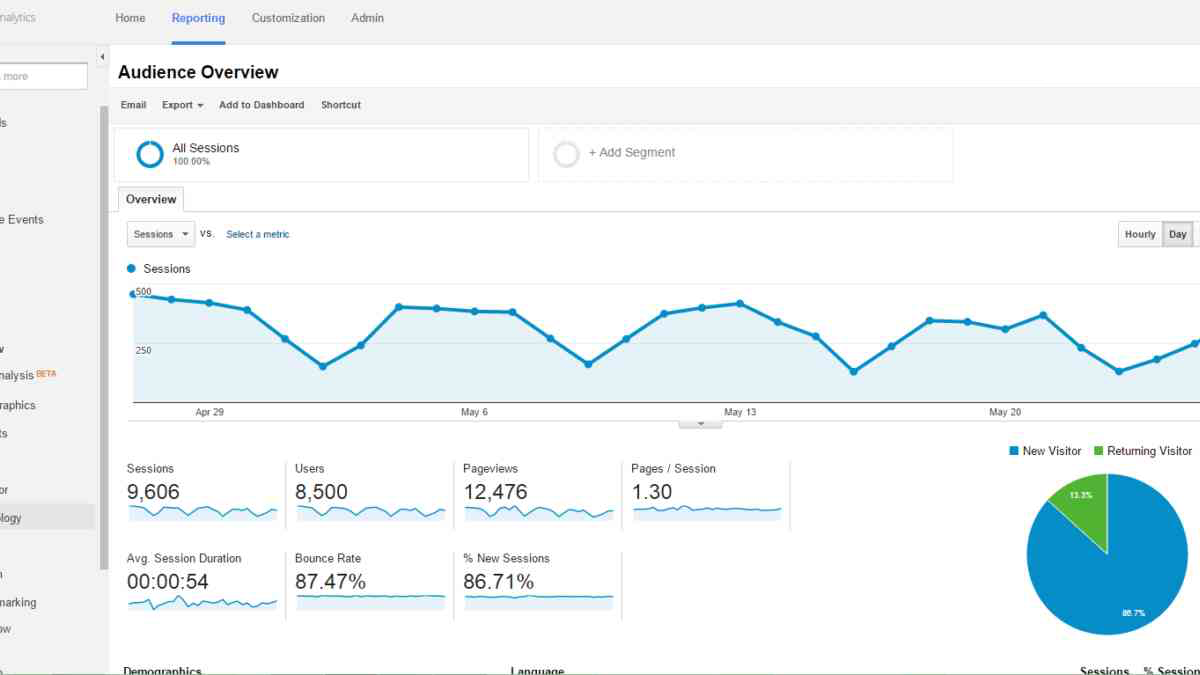 nalytics
Home Reporting Customization Admin
more
Audience Overview
Email Export Add to Dashboard Shortcut
ls
All Sessions
100.00%
+ Add Segment
Overview
e Events
Sessions vs. Select a metric
Hourly Day
Sessions
500
250
w
nalysis BETA
raphics
ts
Apr 29 May 6 May 13 May 20
New Visitor Returning Visitor
Sessions Users Pageviews Pages / Session
9,606 8,500 12,476 1.30
or
ology
13.3%
Avg. Session Duration Bounce Rate % New Sessions
00:00:54 87.47% 86.71%
n
marking
86.7%
ow
Demographics Language Sessions % Session